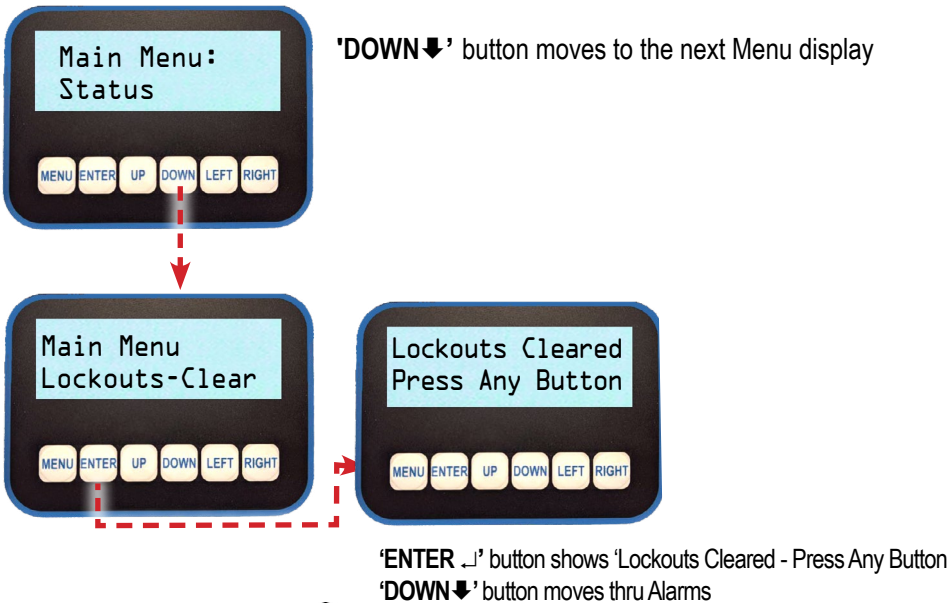 Main Menu:
Status
'DOWN⬇’ button moves to the next Menu display
MENU ENTER UP DOWN LEFT RIGHT
Main Menu
Lockouts-Clear
MENU ENTER UP DOWN LEFT RIGHT
Lockouts Cleared
Press Any Button
MENU ENTER UP DOWN LEFT RIGHT
‘ENTER ↵’ button shows ‘Lockouts Cleared - Press Any Button
‘DOWN⬇’ button moves thru Alarms